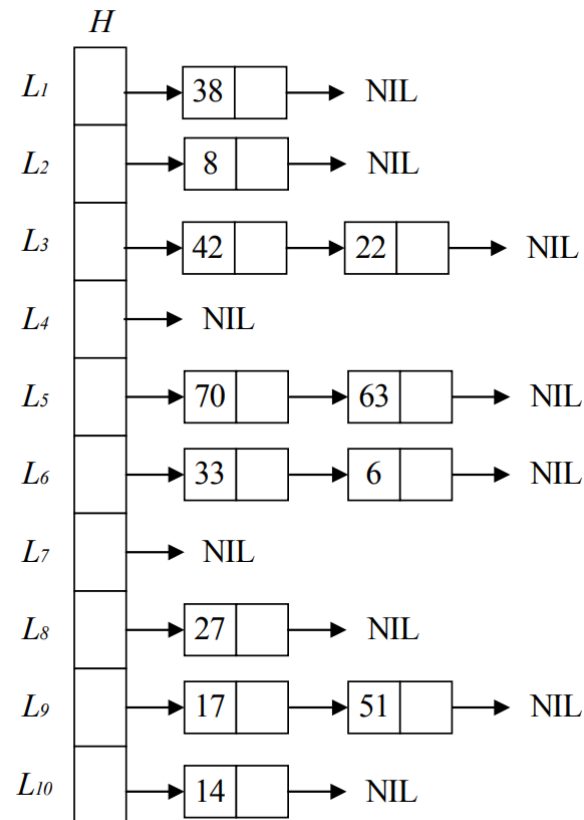 H
L1 38 NIL
L2 8 NIL
L3 42 22 NIL
L4 NIL
L5 70 63 NIL
L6 33 6 NIL
L7 NIL
L8 27 NIL
L9 17 51 NIL
L10 14 NIL